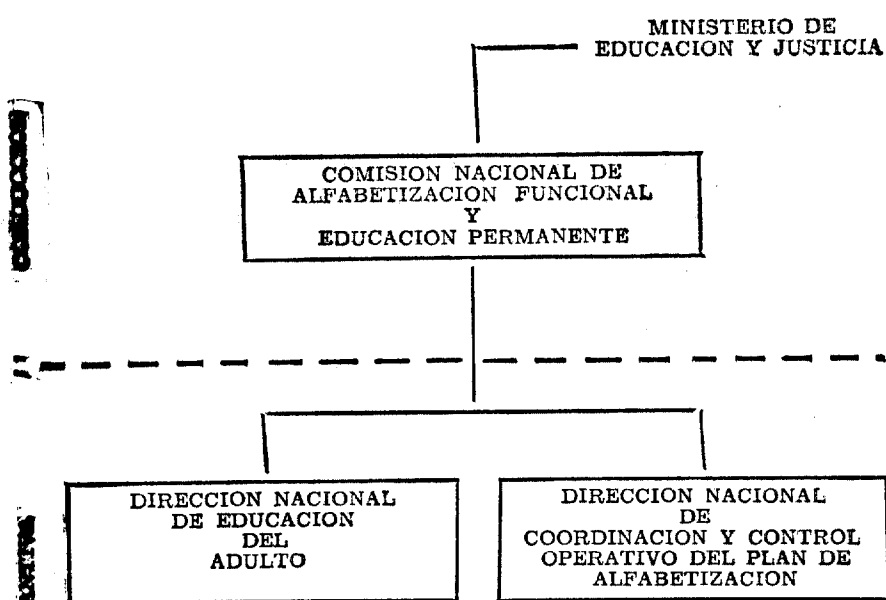 MINISTERIO DE
EDUCACION Y JUSTICIA
COMISION NACIONAL DE
ALFABETIZACION FUNCIONAL
Y
EDUCACION PERMANENTE
DIRECCION NACIONAL
DE EDUCACION
DEL
ADULTO
DIRECCION NACIONAL
DE
COORDINACION Y CONTROL
OPERATIVO DEL PLAN DE
ALFABETIZACION